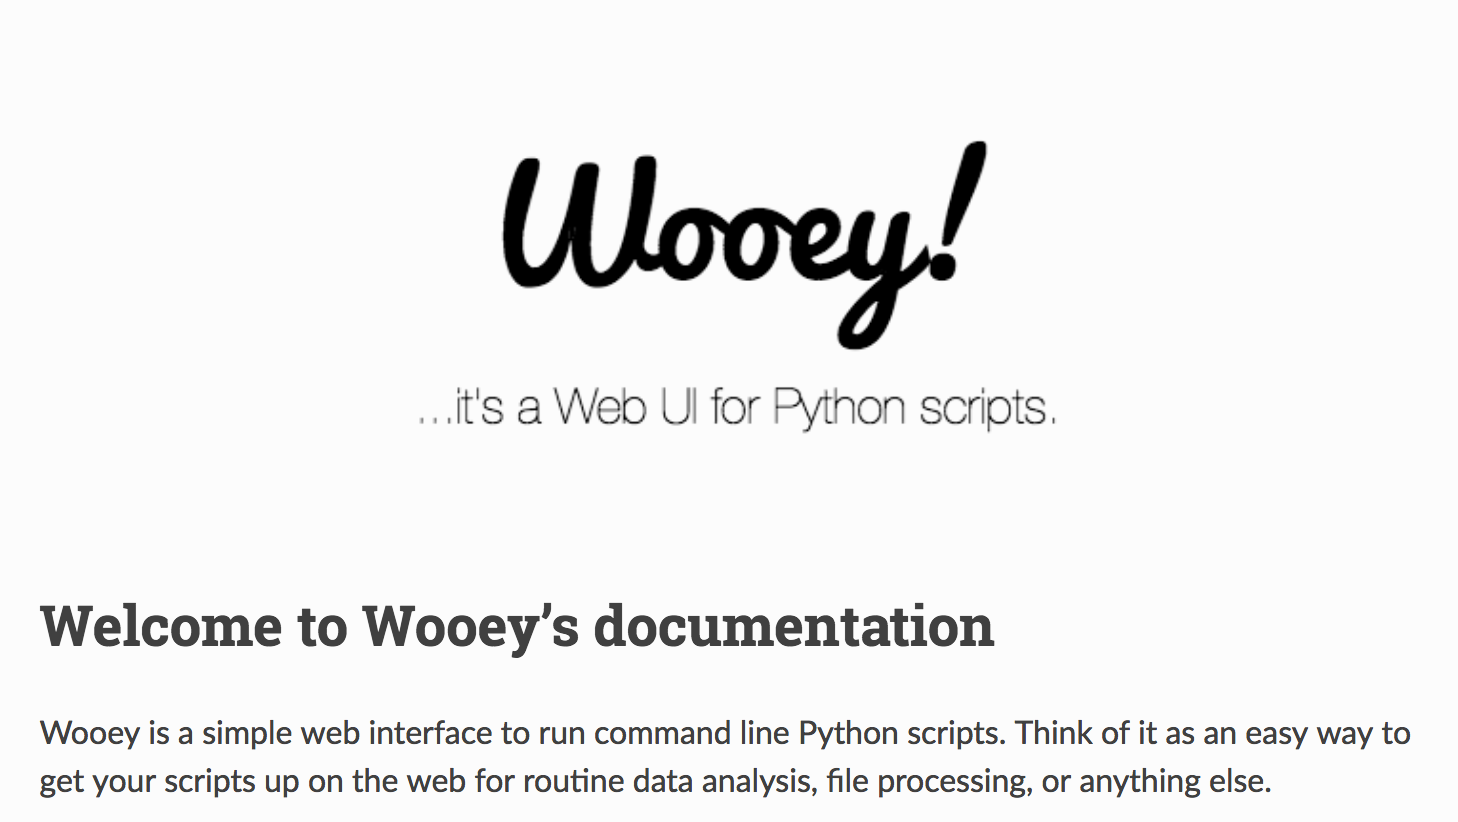 Wooey!
...it's a Web UI for Python scripts.
Welcome to Wooey’s documentation
Wooey is a simple web interface to run command line Python scripts. Think of it as an easy way to
get your scripts up on the web for routine data analysis, file processing, or anything else.